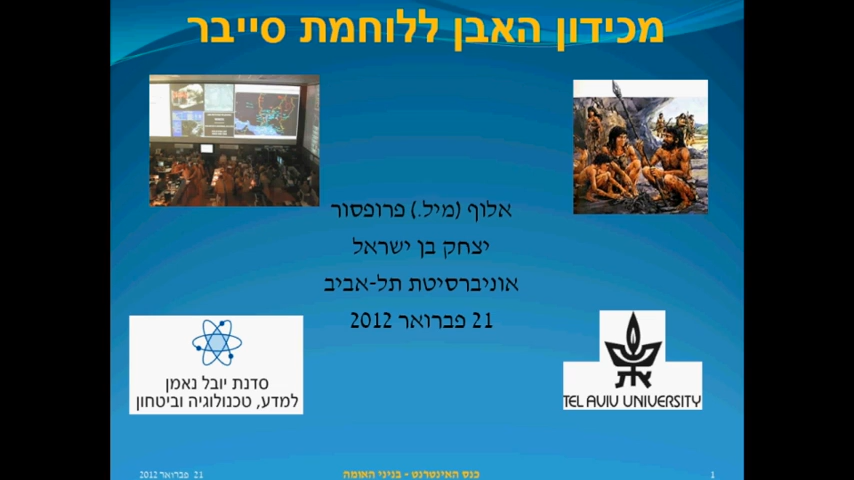 מכידון האבן ללוחמת סייבר
אלוף (מיל.) פרופסור
יצחק בן ישראל
אוניברסיטת תל-אביב
21 פברואר 2012
סדנת יובל נאמן
למדע, טכנולוגיה וביטחון
TEL AVIV UNIVERSITY
21 פברואר 2012
כנס האינטרנט - בניני האומה
1